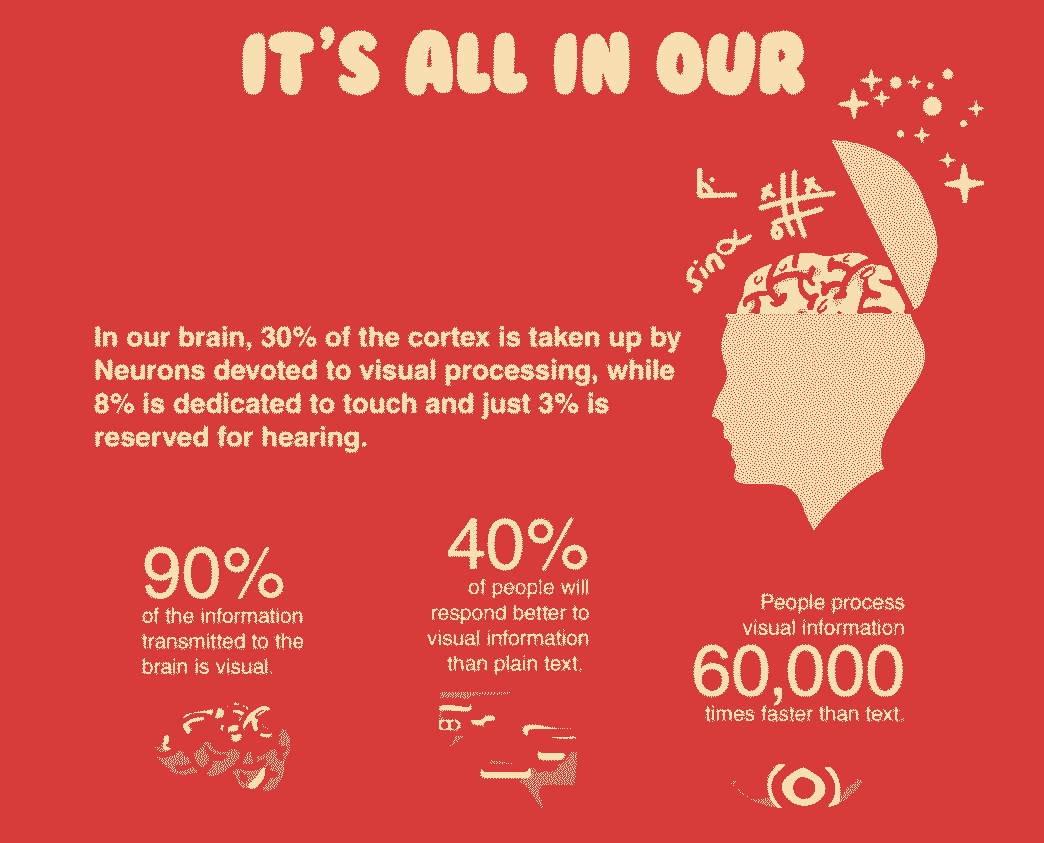 IT'S ALL IN OUR
sin α
In our brain, 30% of the cortex is taken up by
Neurons devoted to visual processing, while
8% is dedicated to touch and just 3% is
reserved for hearing.
90%
of the information
transmitted to the
brain is visual.
40%
of people will
respond better to
visual information
than plain text.
People process
visual information
60,000
times faster than text.